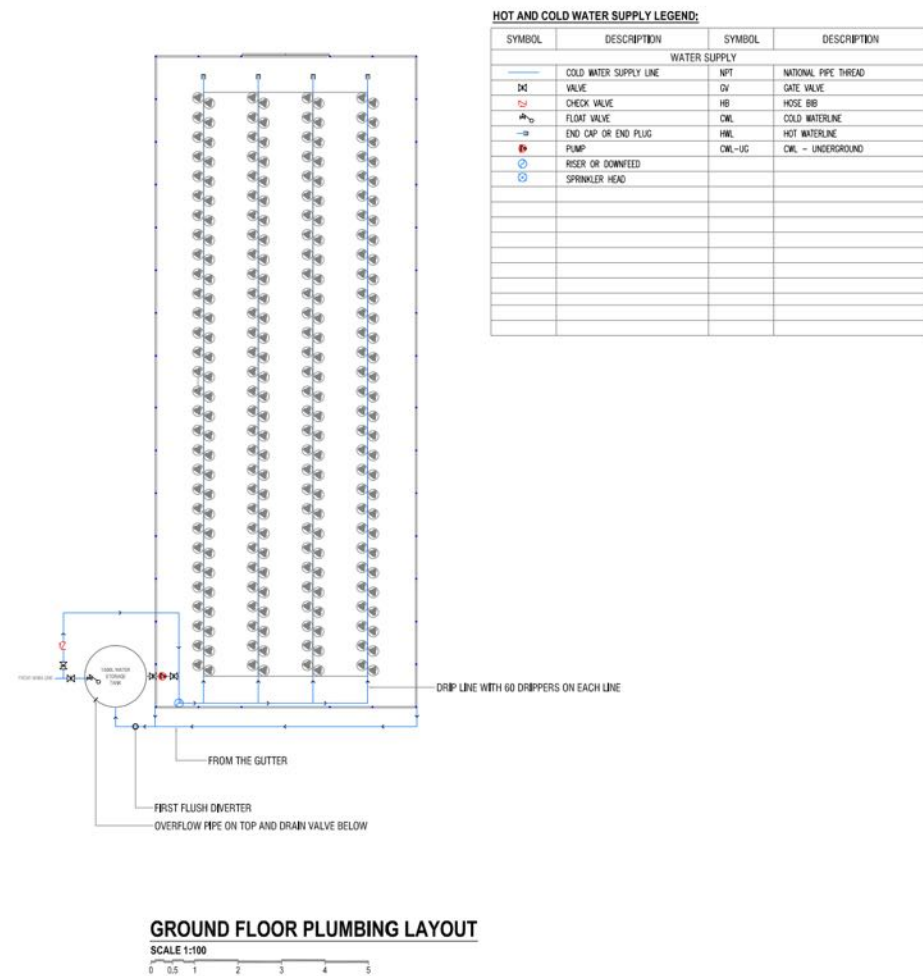 HOT AND COLD WATER SUPPLY LEGEND:
SYMBOL DESCRIPTION SYMBOL DESCRIPTION
WATER SUPPLY
COLD WATER SUPPLY LINE NPT NATIONAL PIPE THREAD
VALVE GV GATE VALVE
CHECK VALVE HB HOSE BIB
FLOAT VALVE CWL COLD WATERLINE
END CAP OR END PLUG HWL HOT WATERLINE
PUMP CWL-UG CWL - UNDERGROUND
RISER OR DOWNFEED
SPRINKLER HEAD
WATER
STORAGE
TANK
DRIP LINE WITH 60 DRIPPERS ON EACH LINE
FROM THE GUTTER
FIRST FLUSH DIVERTER
OVERFLOW PIPE ON TOP AND DRAIN VALVE BELOW
GROUND FLOOR PLUMBING LAYOUT
SCALE 1:100
0 0.5 1 2 3 4 5